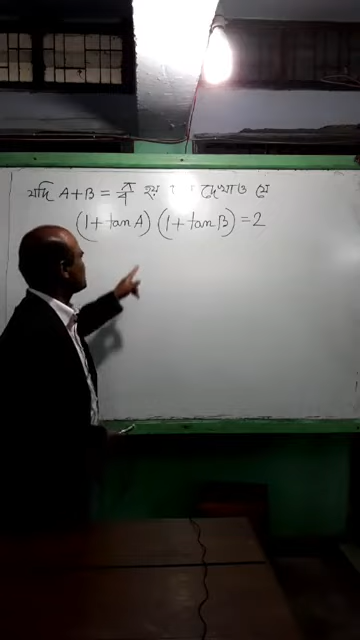 যদি A+B = π/4 হয় দেখাও যে
(1+tan A) (1+tan B) = 2